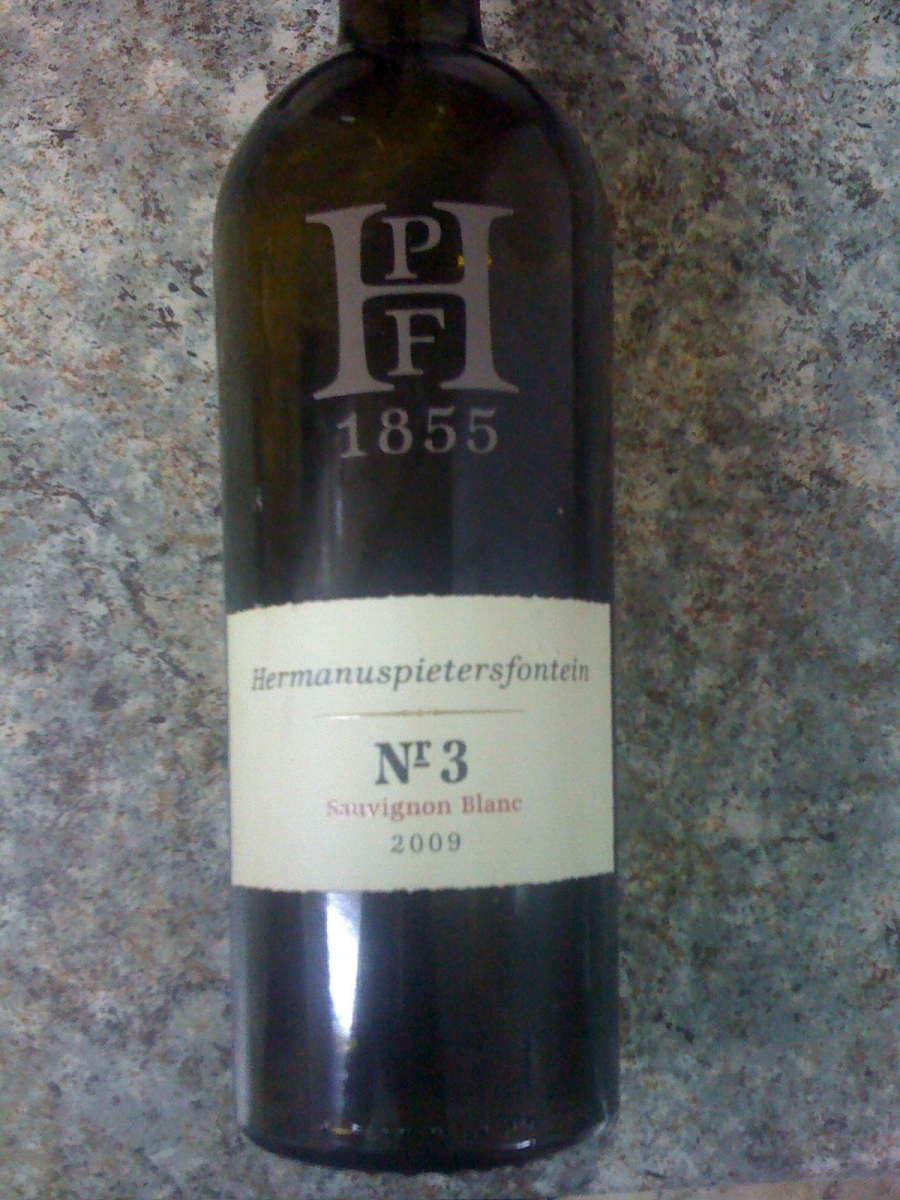 HPF
1855
Hermanuspietersfontein
Nr 3
Sauvignon Blanc
2009